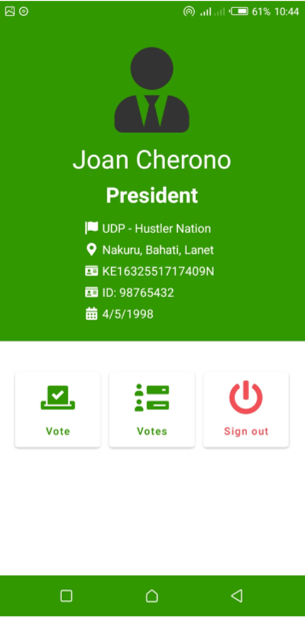 61% 10:44
Joan Cherono
President
UDP - Hustler Nation
Nakuru, Bahati, Lanet
KE1632551717409N
ID: 98765432
4/5/1998
Vote
Votes
Sign out